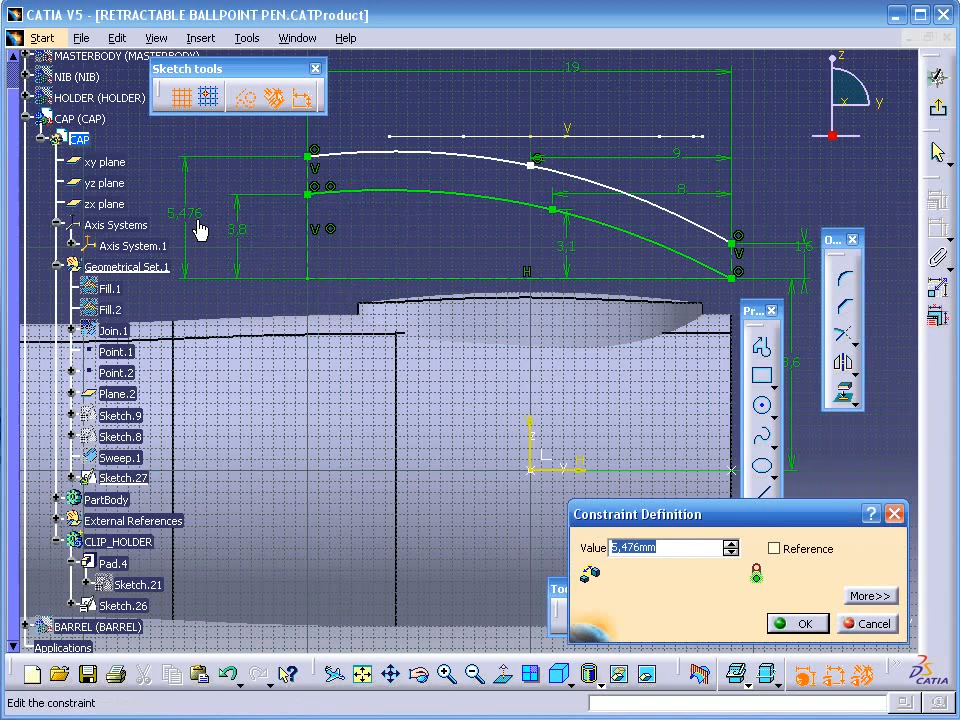 CATIA V5 - [RETRACTABLE BALLPOINT PEN.CATProduct]
Start File Edit View Insert Tools Window Help
MASTERBODY (MASTERBODY)
NIB (NIB)
HOLDER (HOLDER)
CAP (CAP)
CAP
xy plane
yz plane
zx plane
Axis Systems
Axis System.1
Geometrical Set.1
Fill.1
Fill.2
Join.1
Point.1
Point.2
Plane.2
Sketch.9
Sketch.8
Sweep.1
Sketch.27
PartBody
External References
CLIP_HOLDER
Pad.4
Sketch.21
Sketch.26
BARREL (BARREL)
Applications
Sketch tools
19
V
9
8
5,476
3,8
3,1
1,6
3,6
V
V
V
H
z
x
y
z
y
H
O...
Pr...
Too
Constraint Definition
Value 5,476mm
Reference
More>>
OK Cancel
CATIA
Edit the constraint